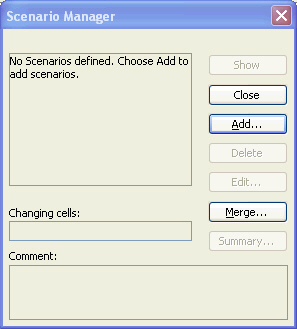 Scenario Manager
No Scenarios defined. Choose Add to
add scenarios.
Show
Close
Add...
Delete
Edit...
Changing cells:
Merge...
Summary...
Comment: